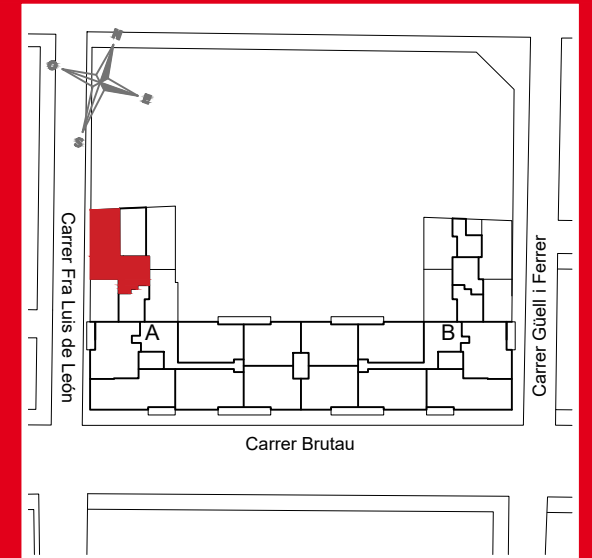 N
O
E
S
Carrer Fra Luis de León
A
B
Carrer Güell i Ferrer
Carrer Brutau